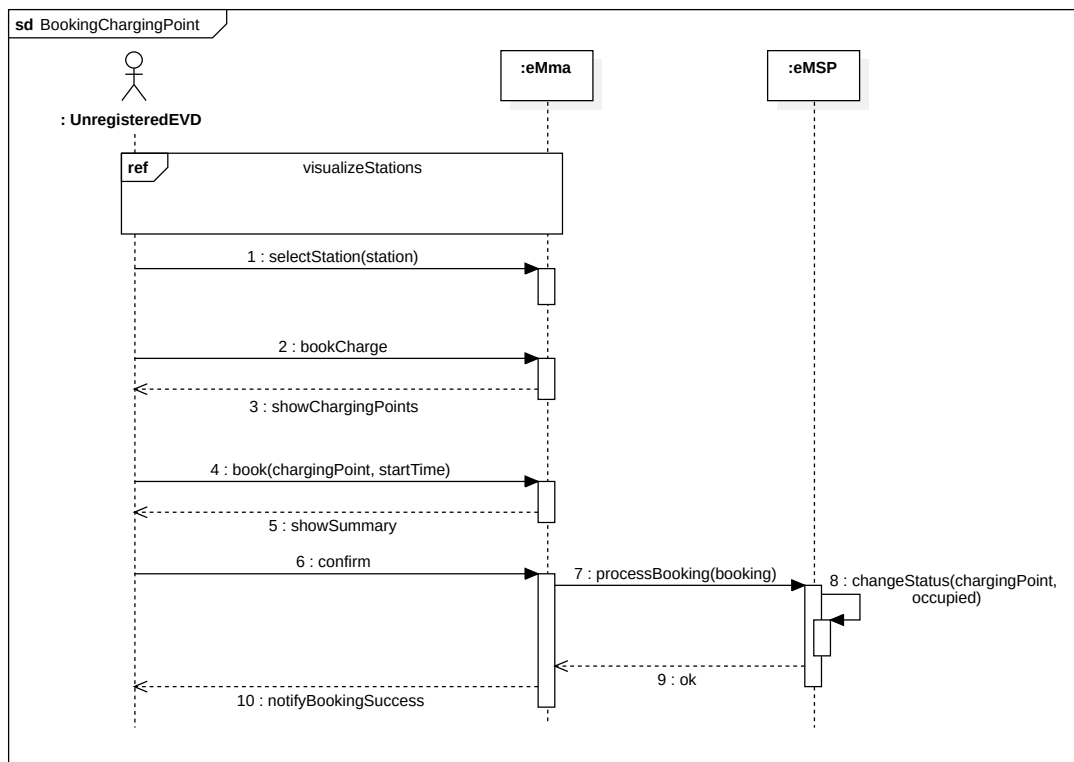 sd BookingChargingPoint
:eMma
:eMSP
: UnregisteredEVD
ref
visualizeStations
1 : selectStation(station)
2 : bookCharge
3 : showChargingPoints
4 : book(chargingPoint, startTime)
5 : showSummary
6 : confirm
7 : processBooking(booking)
8 : changeStatus(chargingPoint,
occupied)
9 : ok
10 : notifyBookingSuccess